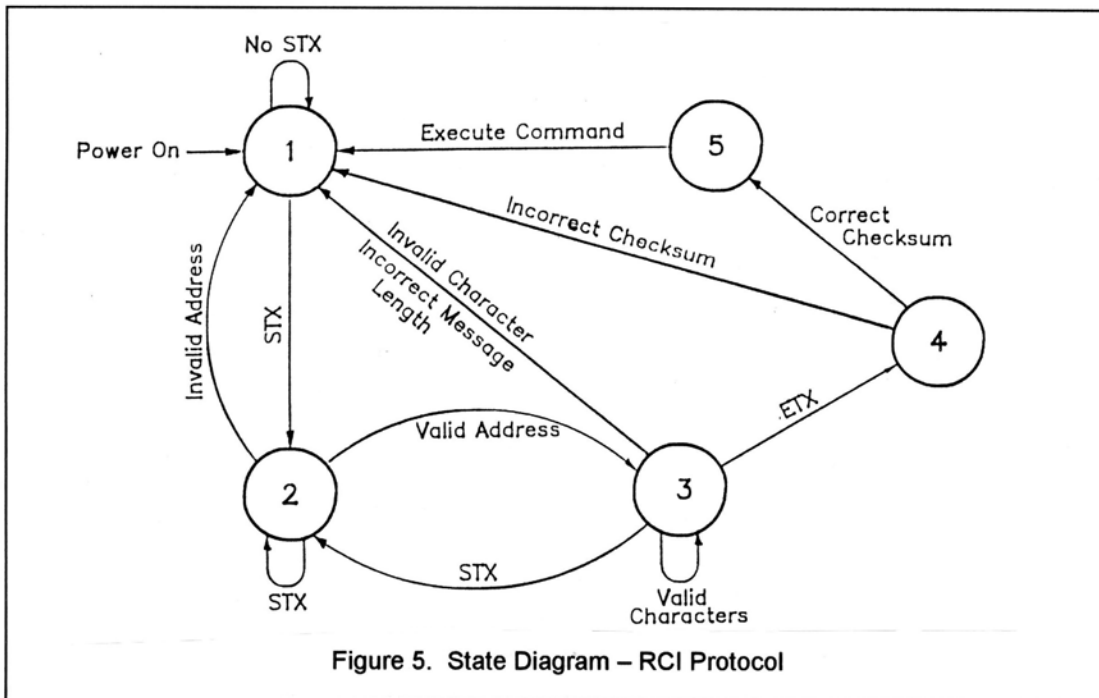 No STX
Power On
1
Execute Command
5
Incorrect Checksum
Correct
Checksum
Invalid Character
Incorrect Message
Length
Invalid Address
STX
4
ETX
Valid Address
2
3
STX
STX
Valid
Characters
Figure 5. State Diagram – RCI Protocol